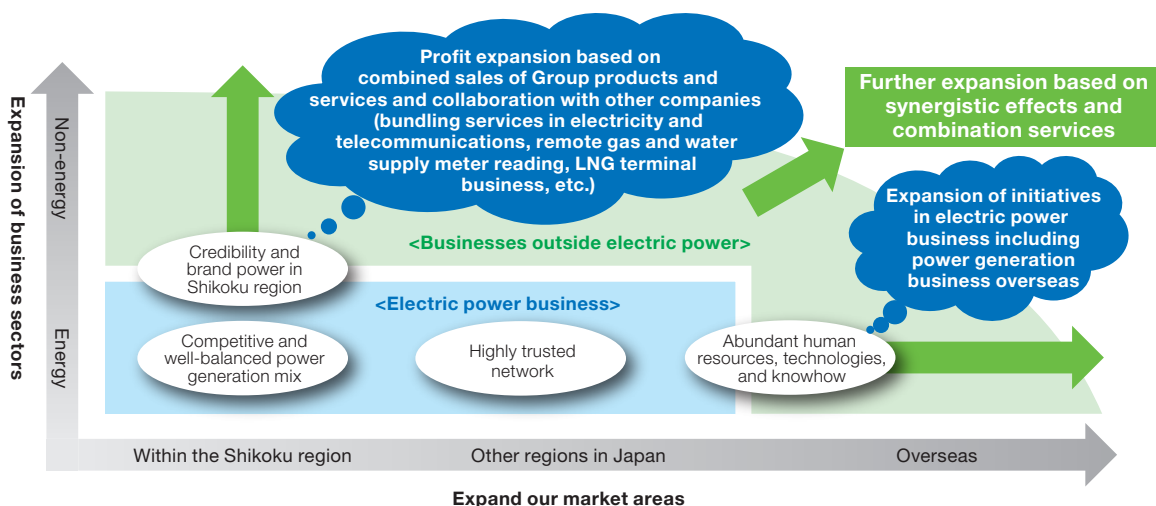 Profit expansion based on
combined sales of Group products and
services and collaboration with other companies
(bundling services in electricity and
telecommunications, remote gas and water
supply meter reading, LNG terminal
business, etc.)
Further expansion based on
synergistic effects and
combination services
Expansion of business sectors
Non-energy
Energy
Expansion of initiatives
in electric power
business including
power generation
business overseas
<Businesses outside electric power>
Credibility and
brand power in
Shikoku region
<Electric power business>
Competitive and
well-balanced power
generation mix
Highly trusted
network
Abundant human
resources, technologies,
and knowhow
Within the Shikoku region
Other regions in Japan
Overseas
Expand our market areas